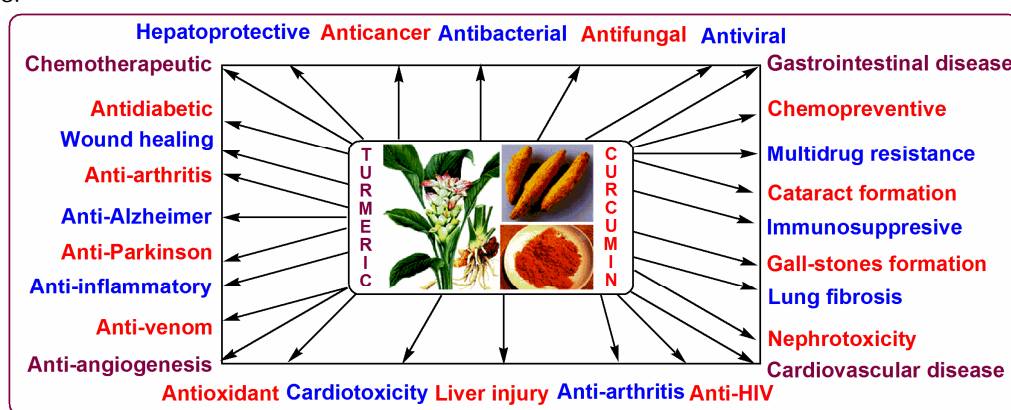 Hepatoprotective Anticancer Antibacterial Antifungal Antiviral
Chemotherapeutic
Antidiabetic
Wound healing
Anti-arthritis
Anti-Alzheimer
Anti-Parkinson
Anti-inflammatory
Anti-venom
Anti-angiogenesis
TURMERIC
CURCUMIN
Gastrointestinal disease
Chemopreventive
Multidrug resistance
Cataract formation
Immunosuppresive
Gall-stones formation
Lung fibrosis
Nephrotoxicity
Cardiovascular disease
Antioxidant Cardiotoxicity Liver injury Anti-arthritis Anti-HIV